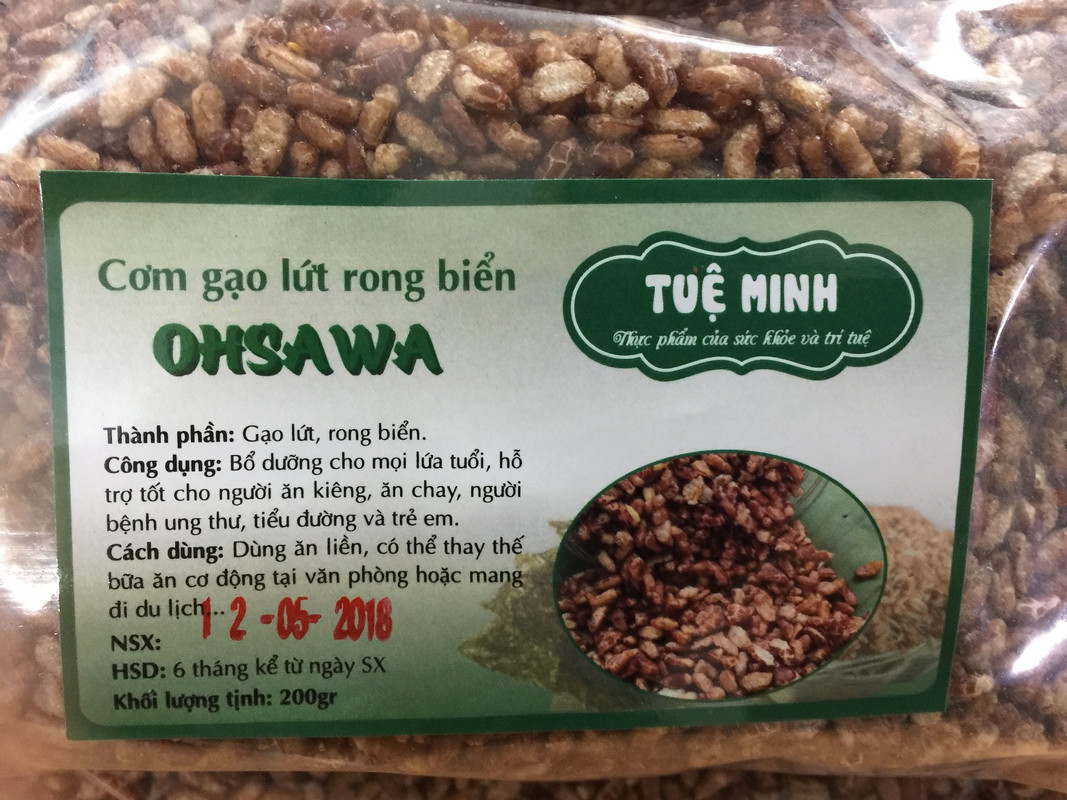 Cơm gạo lứt rong biển
OHSAWA
TUỆ MINH
Thực phẩm của sức khỏe và trí tuệ
Thành phần: Gạo lứt, rong biển.
Công dụng: Bổ dưỡng cho mọi lứa tuổi, hỗ
trợ tốt cho người ăn kiêng, ăn chay, người
bệnh ung thư, tiểu đường và trẻ em.
Cách dùng: Dùng ăn liền, có thể thay thế
bữa ăn cơ động tại văn phòng hoặc mang
đi du lịch...
NSX: 12-05-2018
HSD: 6 tháng kể từ ngày SX
Khối lượng tịnh: 200gr